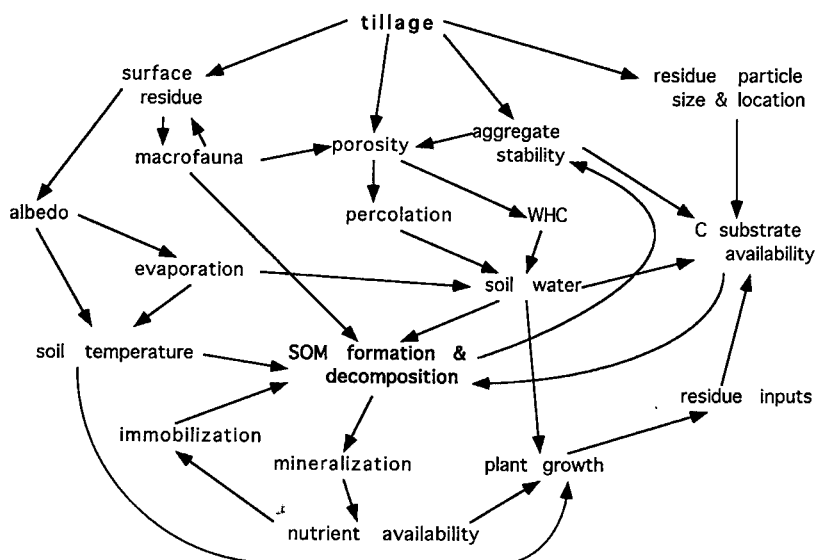 tillage
surface
residue
residue particle
size & location
macrofauna
porosity
aggregate
stability
albedo
percolation
WHC
C substrate
availability
evaporation
soil water
soil temperature
SOM formation &
decomposition
residue inputs
immobilization
mineralization
plant growth
nutrient availability